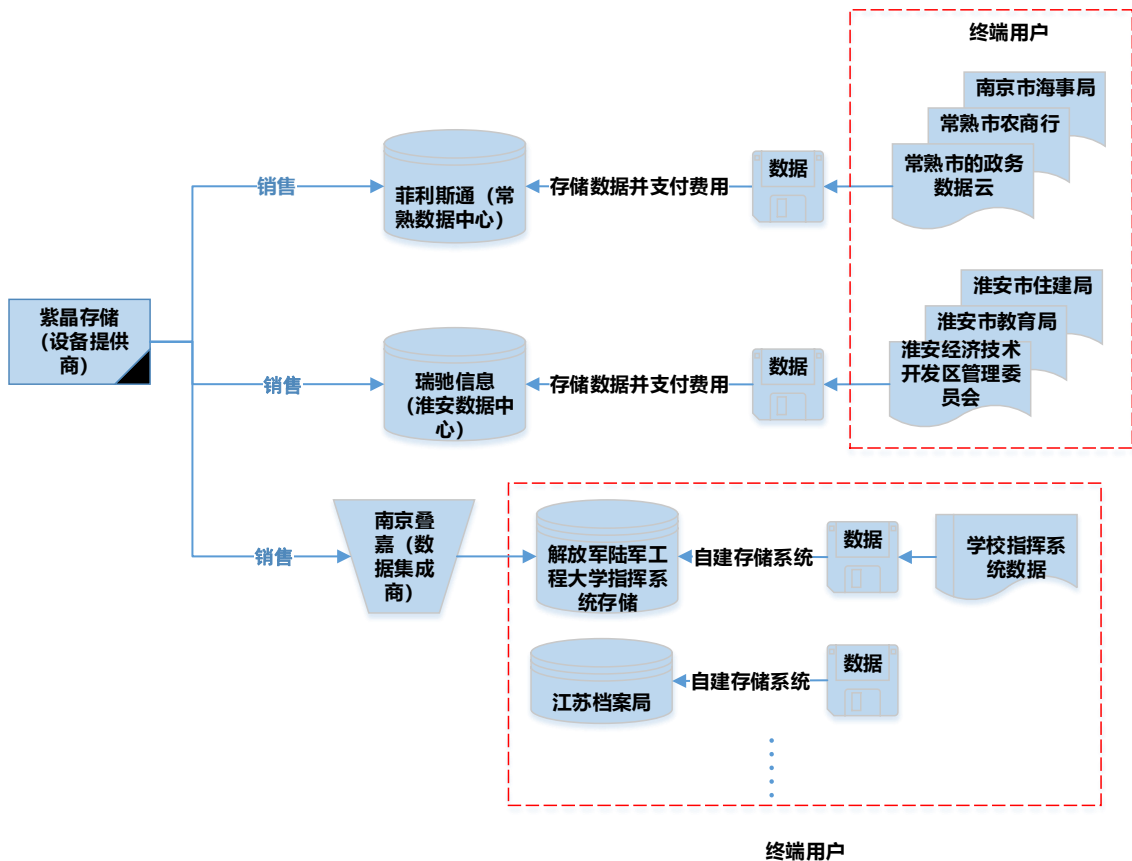 终端用户
南京市海事局
常熟市农商行
常熟市的政务
数据云
数据
存储数据并支付费用
菲利斯通（常
熟数据中心）
销售
淮安市住建局
淮安市教育局
淮安经济技术
开发区管理委
员会
数据
存储数据并支付费用
瑞驰信息
（淮安数据中
心）
销售
紫晶存储
（设备提供
商）
销售
南京叠
嘉（数
据集成
商）
解放军陆军工
程大学指挥系
统存储
自建存储系统
数据
学校指挥系
统数据
江苏档案局
自建存储系统
数据
终端用户